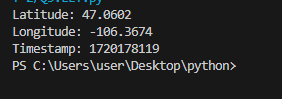 Latitude: 47.0602
Longitude: -106.3674
Timestamp: 1720178119
PS C:\Users\user\Desktop\python>